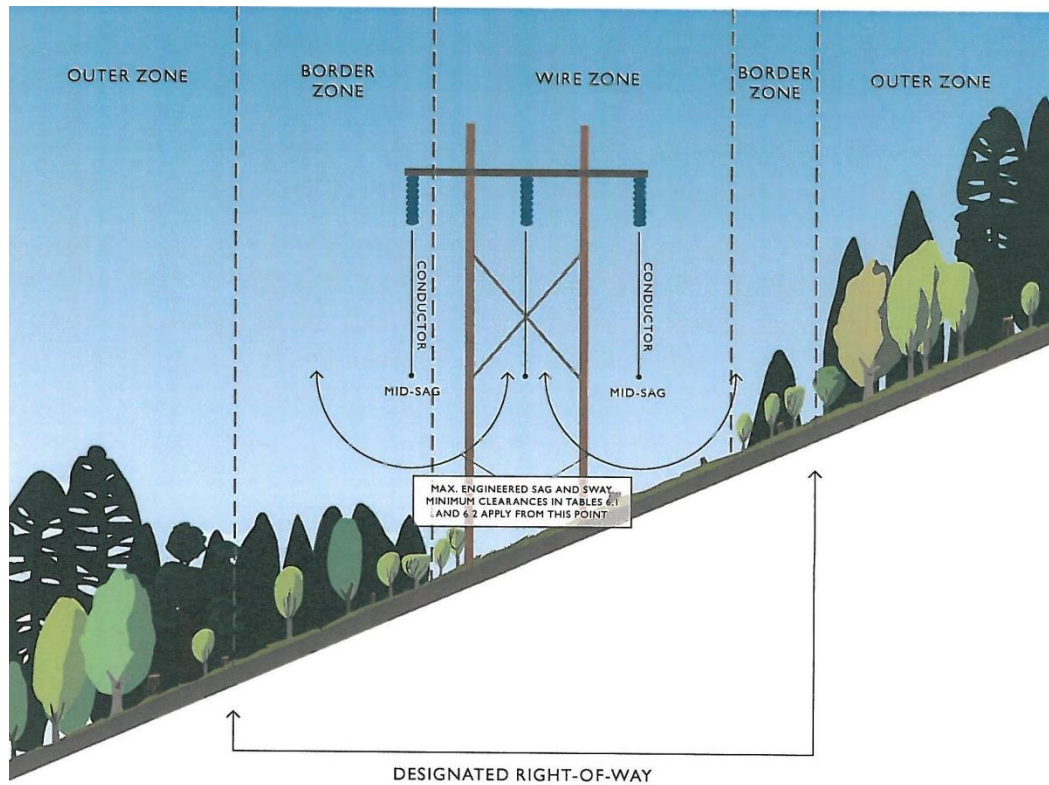 OUTER ZONE
BORDER
ZONE
WIRE ZONE
BORDER
ZONE
OUTER ZONE
CONDUCTOR
CONDUCTOR
MID-SAG
MID-SAG
MAX. ENGINEERED SAG AND SWAY
MINIMUM CLEARANCES IN TABLES 6.1
AND 6.2 APPLY FROM THIS POINT
DESIGNATED RIGHT-OF-WAY